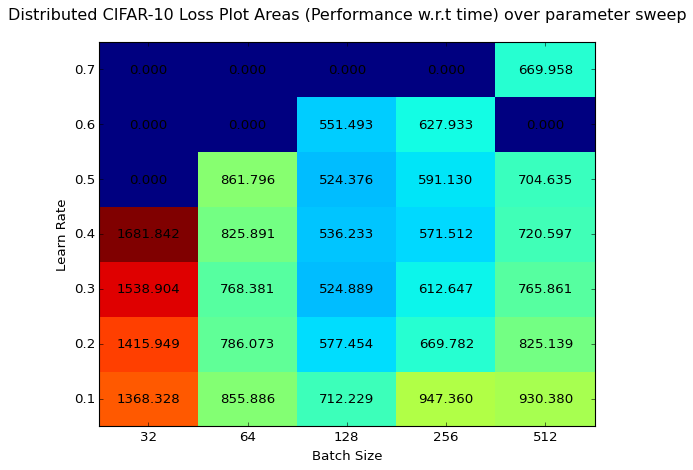 Distributed CIFAR-10 Loss Plot Areas (Performance w.r.t time) over parameter sweep
0.7 0.000 0.000 0.000 0.000 669.958
0.6 0.000 0.000 551.493 627.933 0.000
0.5 0.000 861.796 524.376 591.130 704.635
0.4 1681.842 825.891 536.233 571.512 720.597
0.3 1538.904 768.381 524.889 612.647 765.861
0.2 1415.949 786.073 577.454 669.782 825.139
0.1 1368.328 855.886 712.229 947.360 930.380
32 64 128 256 512
Batch Size
Learn Rate